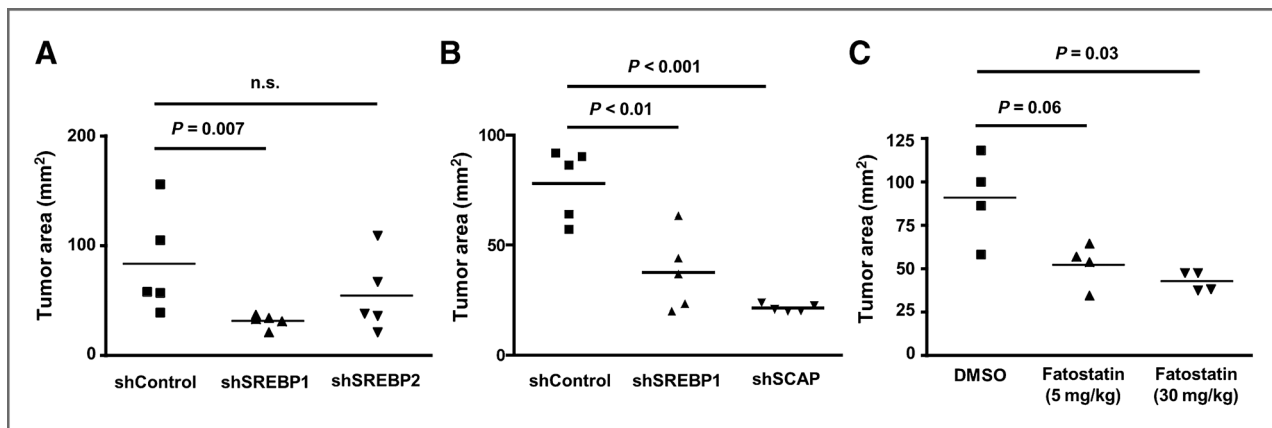 A
n.s.
P = 0.007
200
100
0
Tumor area (mm²)
shControl shSREBP1 shSREBP2
B
P < 0.001
P < 0.01
100
50
0
Tumor area (mm²)
shControl shSREBP1 shSCAP
C
P = 0.03
P = 0.06
125
100
75
50
25
0
Tumor area (mm²)
DMSO Fatostatin Fatostatin
(5 mg/kg) (30 mg/kg)